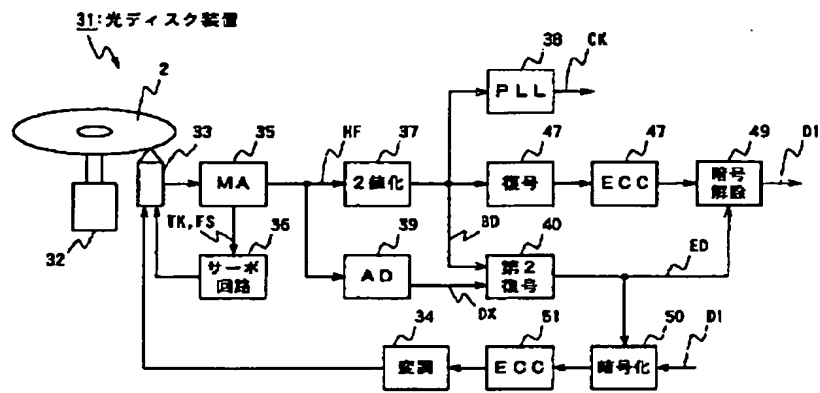 31:光ディスク装置
2
33
35
HF
37
38
CK
PLL
47
47
49
D1
MA
2値化
復号
ECC
暗号
解除
TK,FS
36
39
BD
40
ED
32
サーボ
回路
AD
第2
復号
DX
34
51
50
D1
変調
ECC
暗号化